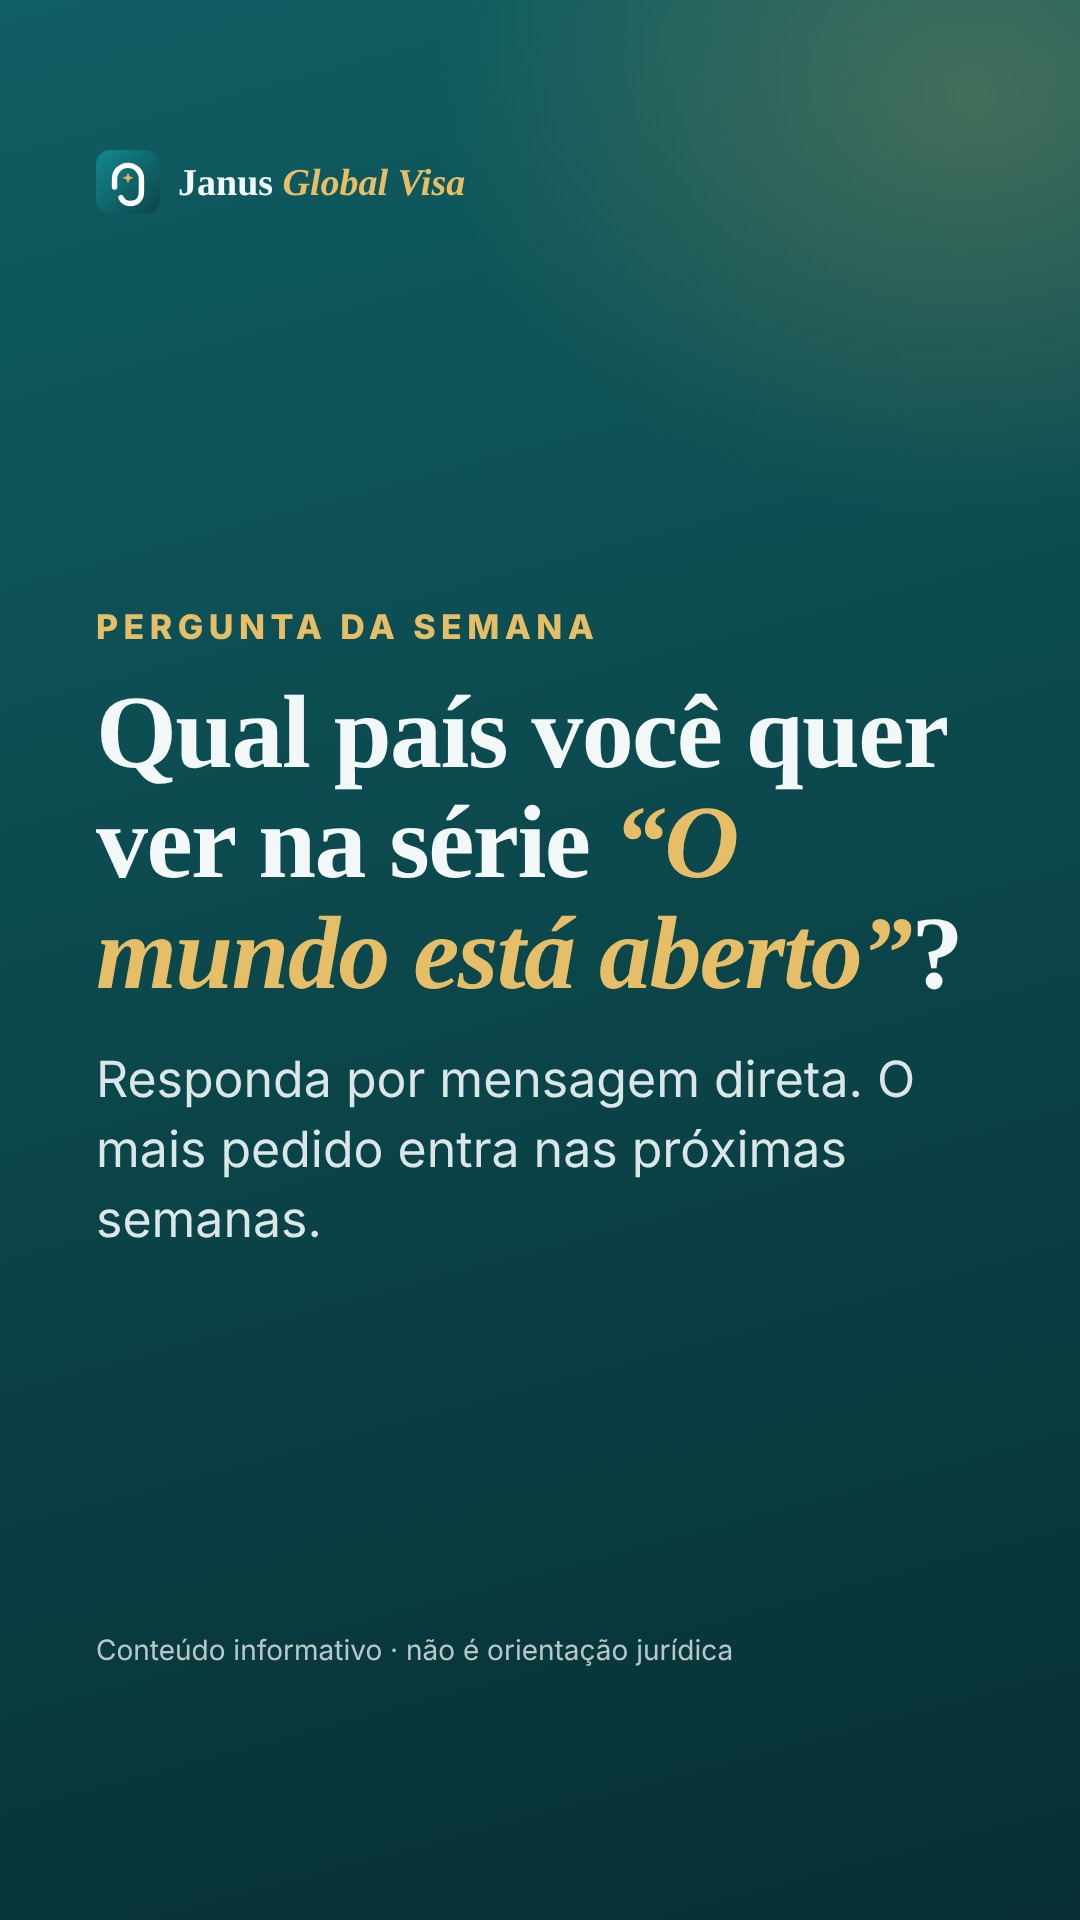 Janus Global Visa
PERGUNTA DA SEMANA
Qual país você quer
ver na série “O
mundo está aberto”?
Responda por mensagem direta. O
mais pedido entra nas próximas
semanas.
Conteúdo informativo · não é orientação jurídica